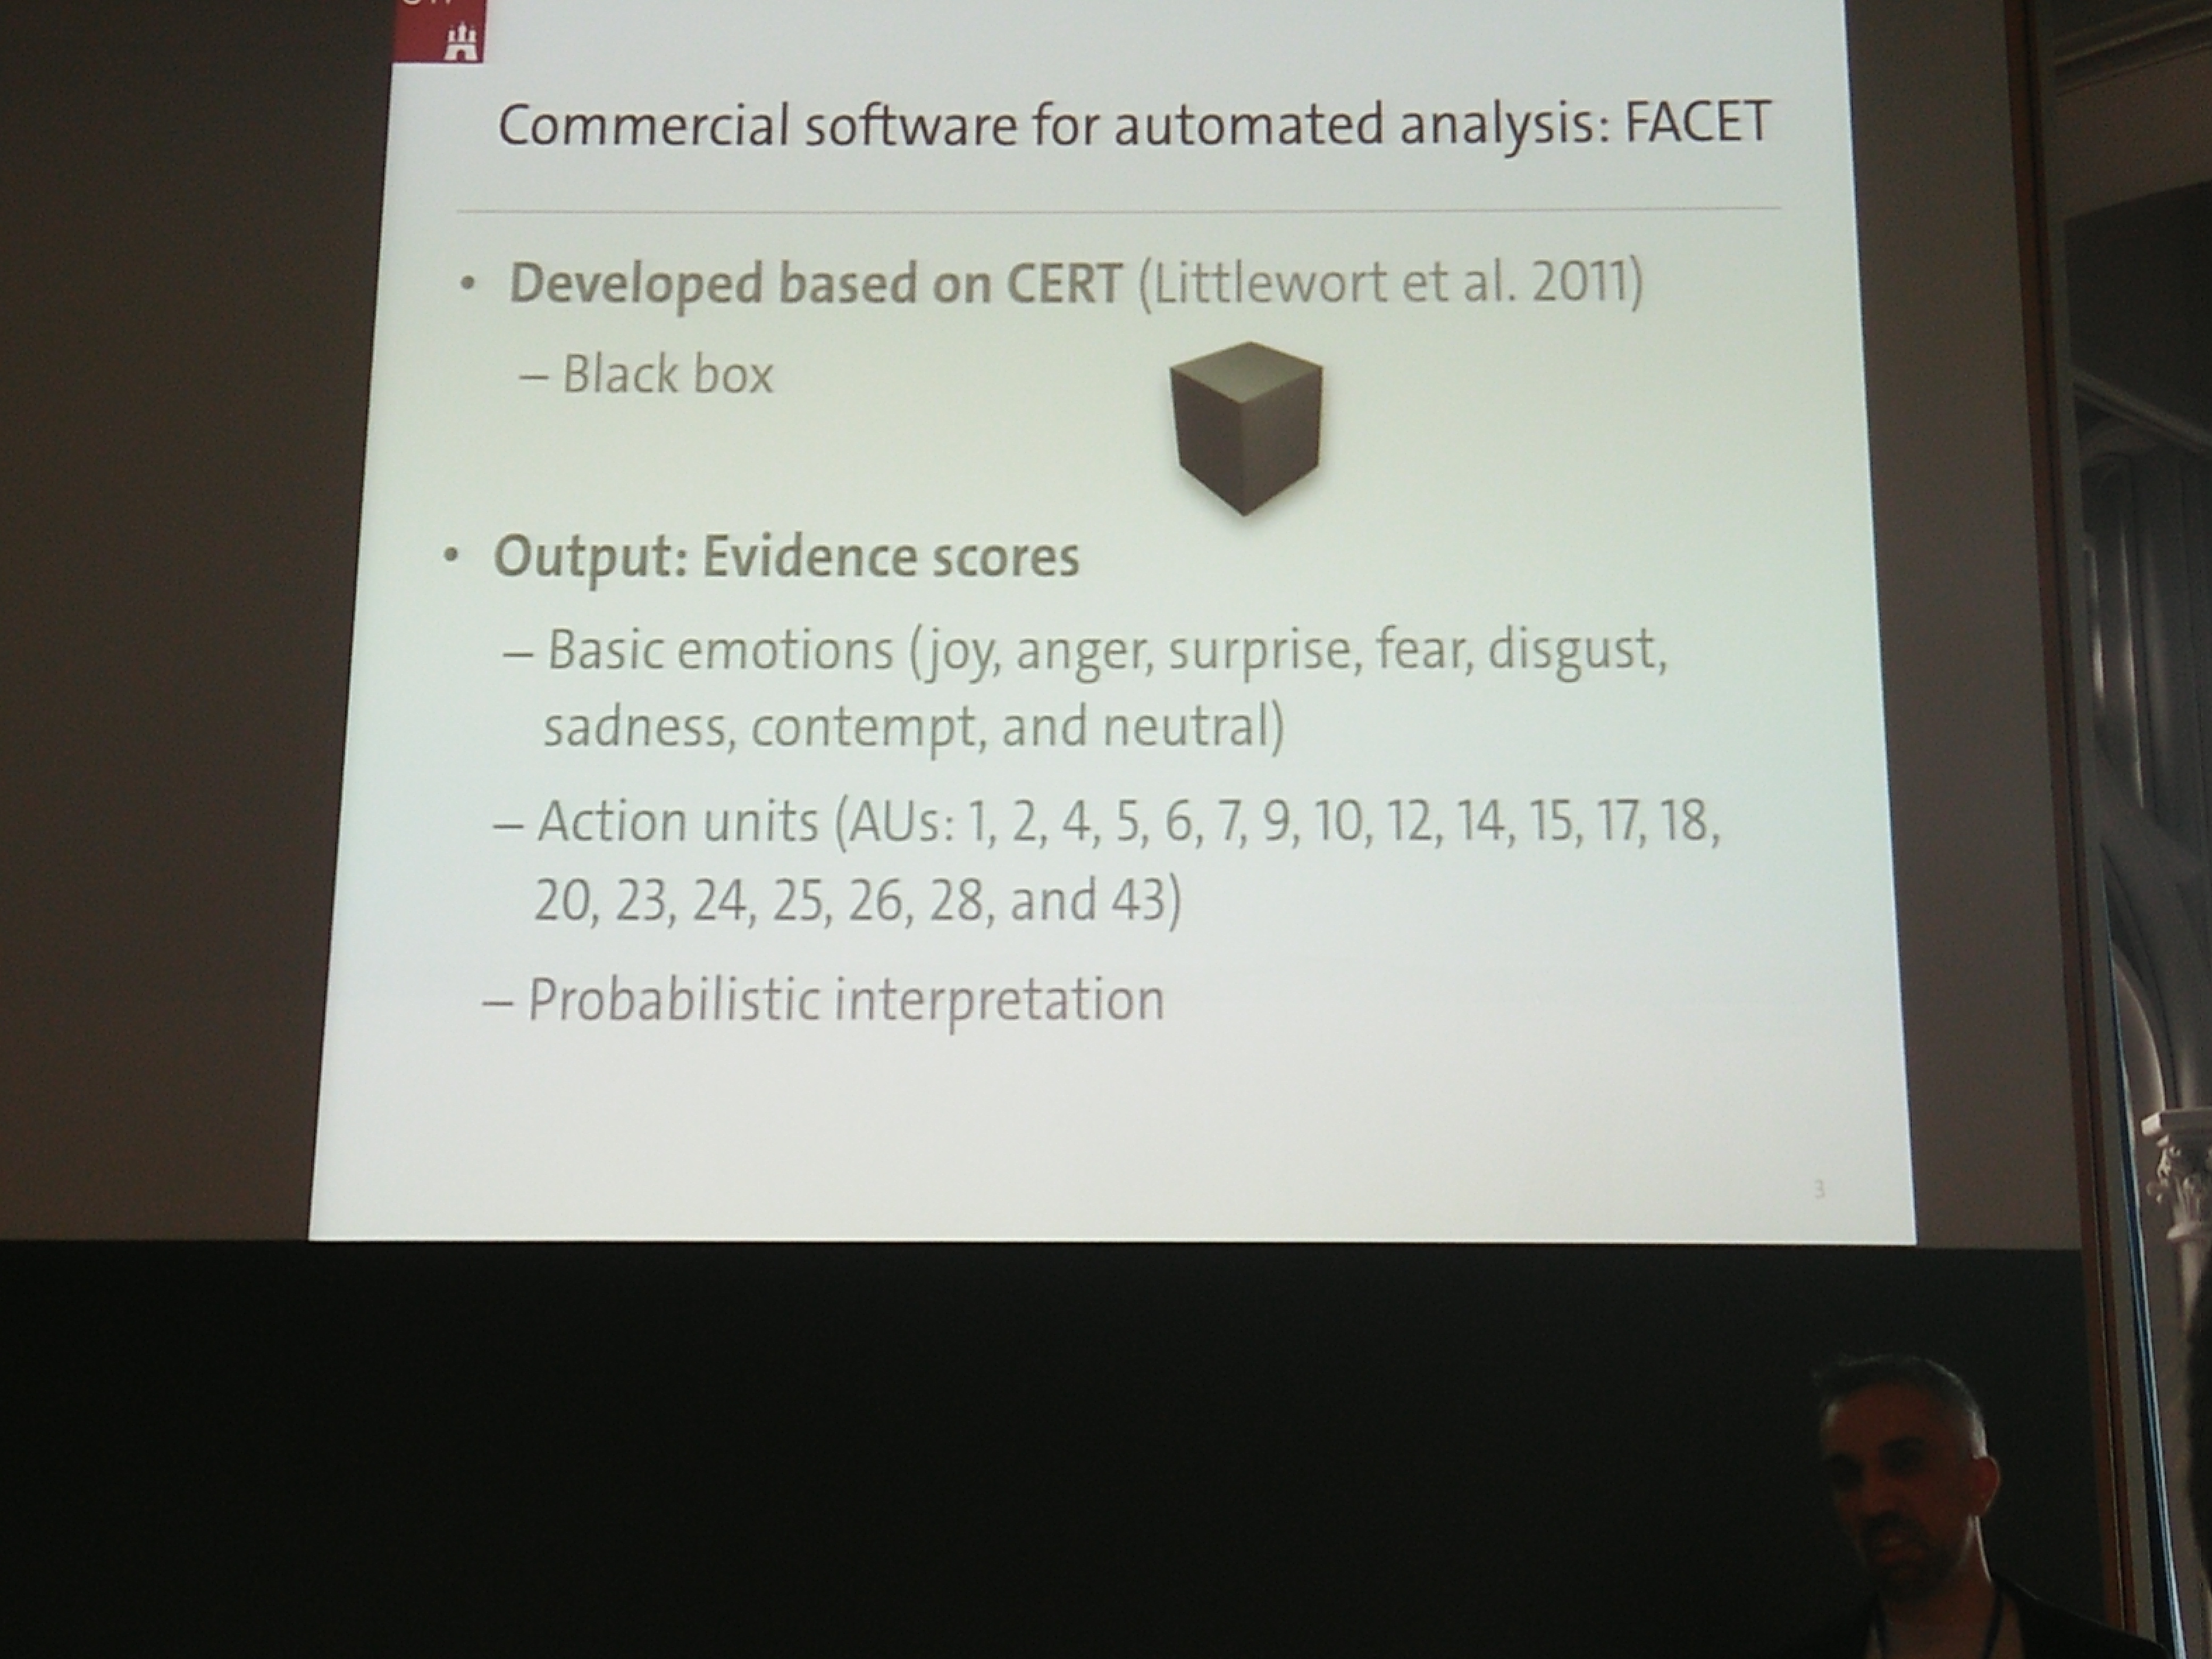 Commercial software for automated analysis: FACET
• Developed based on CERT (Littlewort et al. 2011)
– Black box
• Output: Evidence scores
– Basic emotions (joy, anger, surprise, fear, disgust,
sadness, contempt, and neutral)
– Action units (AUs: 1, 2, 4, 5, 6, 7, 9, 10, 12, 14, 15, 17, 18,
20, 23, 24, 25, 26, 28, and 43)
– Probabilistic interpretation
3